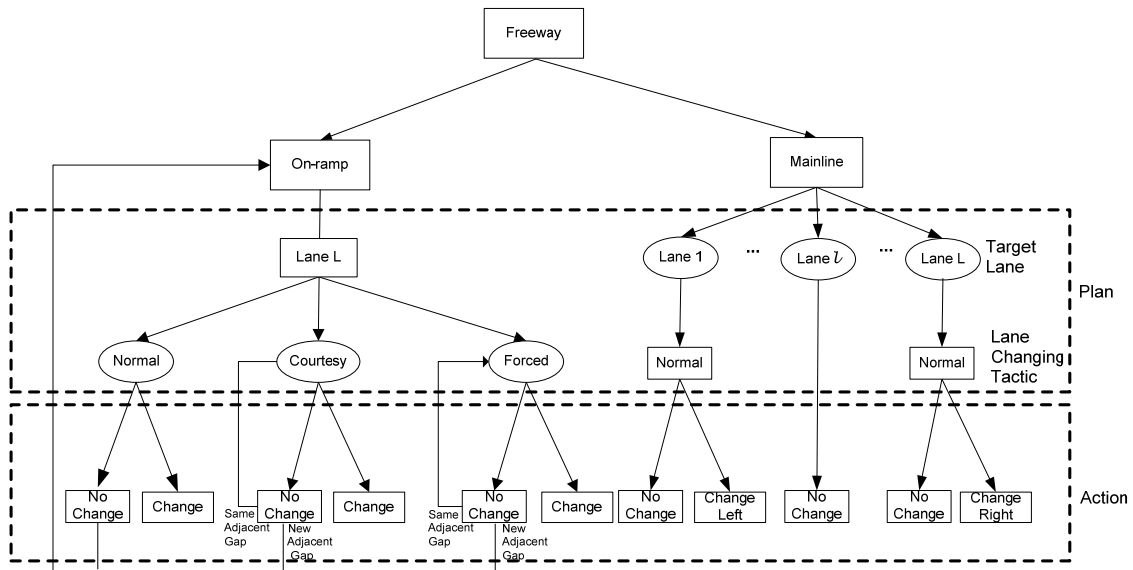 Freeway
On-ramp
Mainline
Lane L
Lane 1
...
Lane l
...
Lane L
Target
Lane
Plan
Normal
Courtesy
Forced
Normal
Normal
Lane
Changing
Tactic
No
Change
Change
Same
Adjacent
Gap
No
Change
New
Adjacent
Gap
Change
Same
Adjacent
Gap
No
Change
New
Adjacent
Gap
Change
No
Change
Change
Left
No
Change
No
Change
Change
Right
Action